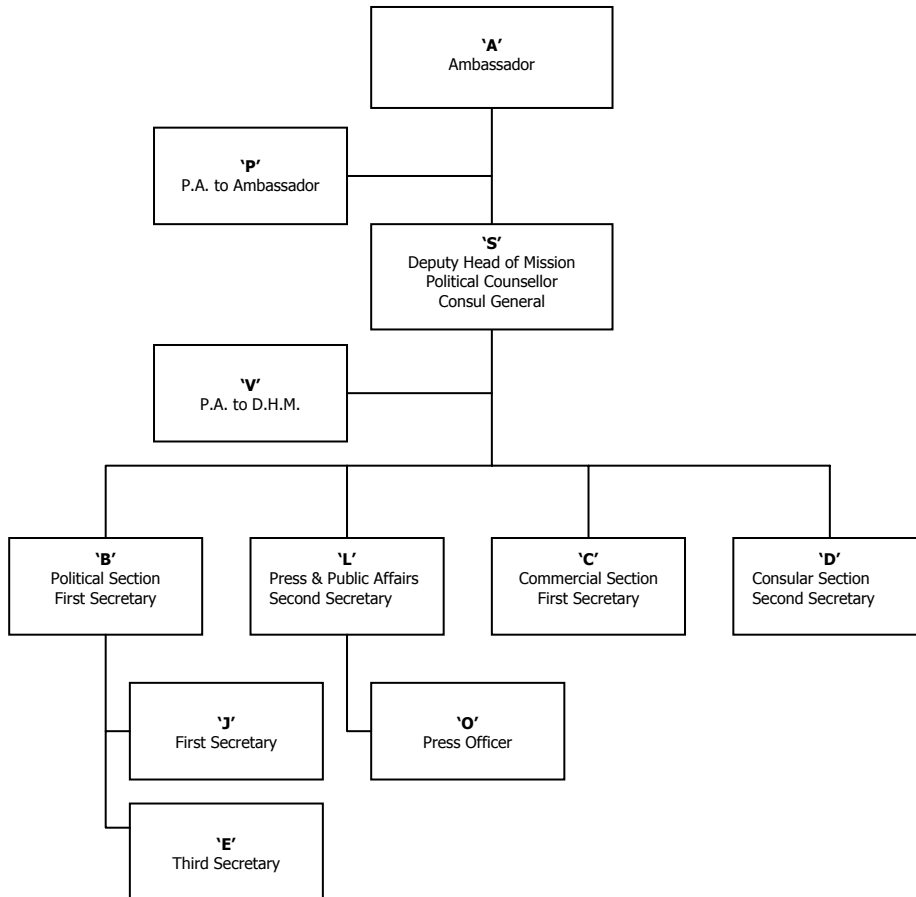 ‘A’
Ambassador
‘P’
P.A. to Ambassador
‘S’
Deputy Head of Mission
Political Counsellor
Consul General
‘V’
P.A. to D.H.M.
‘B’
Political Section
First Secretary
‘L’
Press & Public Affairs
Second Secretary
‘C’
Commercial Section
First Secretary
‘D’
Consular Section
Second Secretary
‘J’
First Secretary
‘O’
Press Officer
‘E’
Third Secretary